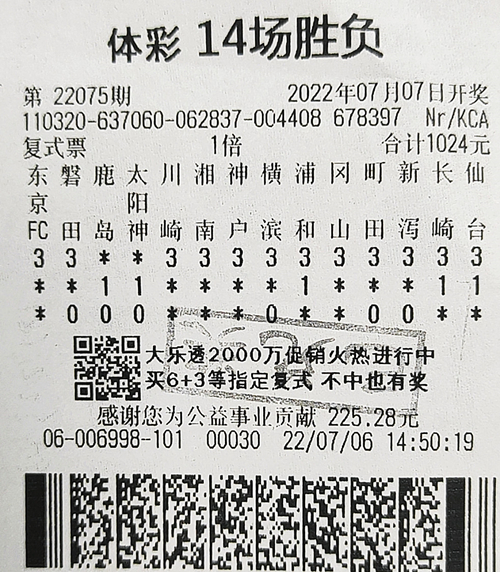 体彩 14场胜负
第 22075期 2022年07月07日开奖
110320-637060-062837-004408 678397 Nr/KCA
复式票 1倍 合计1024元
东 磐 鹿 太 川 湘 神 横 浦 冈 町 新 长 仙
京 阳
FC 田 岛 神 崎 南 户 滨 和 山 田 泻 崎 台
3 3 * * 3 3 3 3 3 3 3 3 3 3
* * 1 1 * * * * 1 * * * 1 1
* 0 0 0 * * * 0 * * 0 0 * *
大乐透2000万促销火热进行中
买6+3等指定复式 不中也有奖
感谢您为公益事业贡献 225.28元
06-006998-101 00030 22/07/06 14:50:19